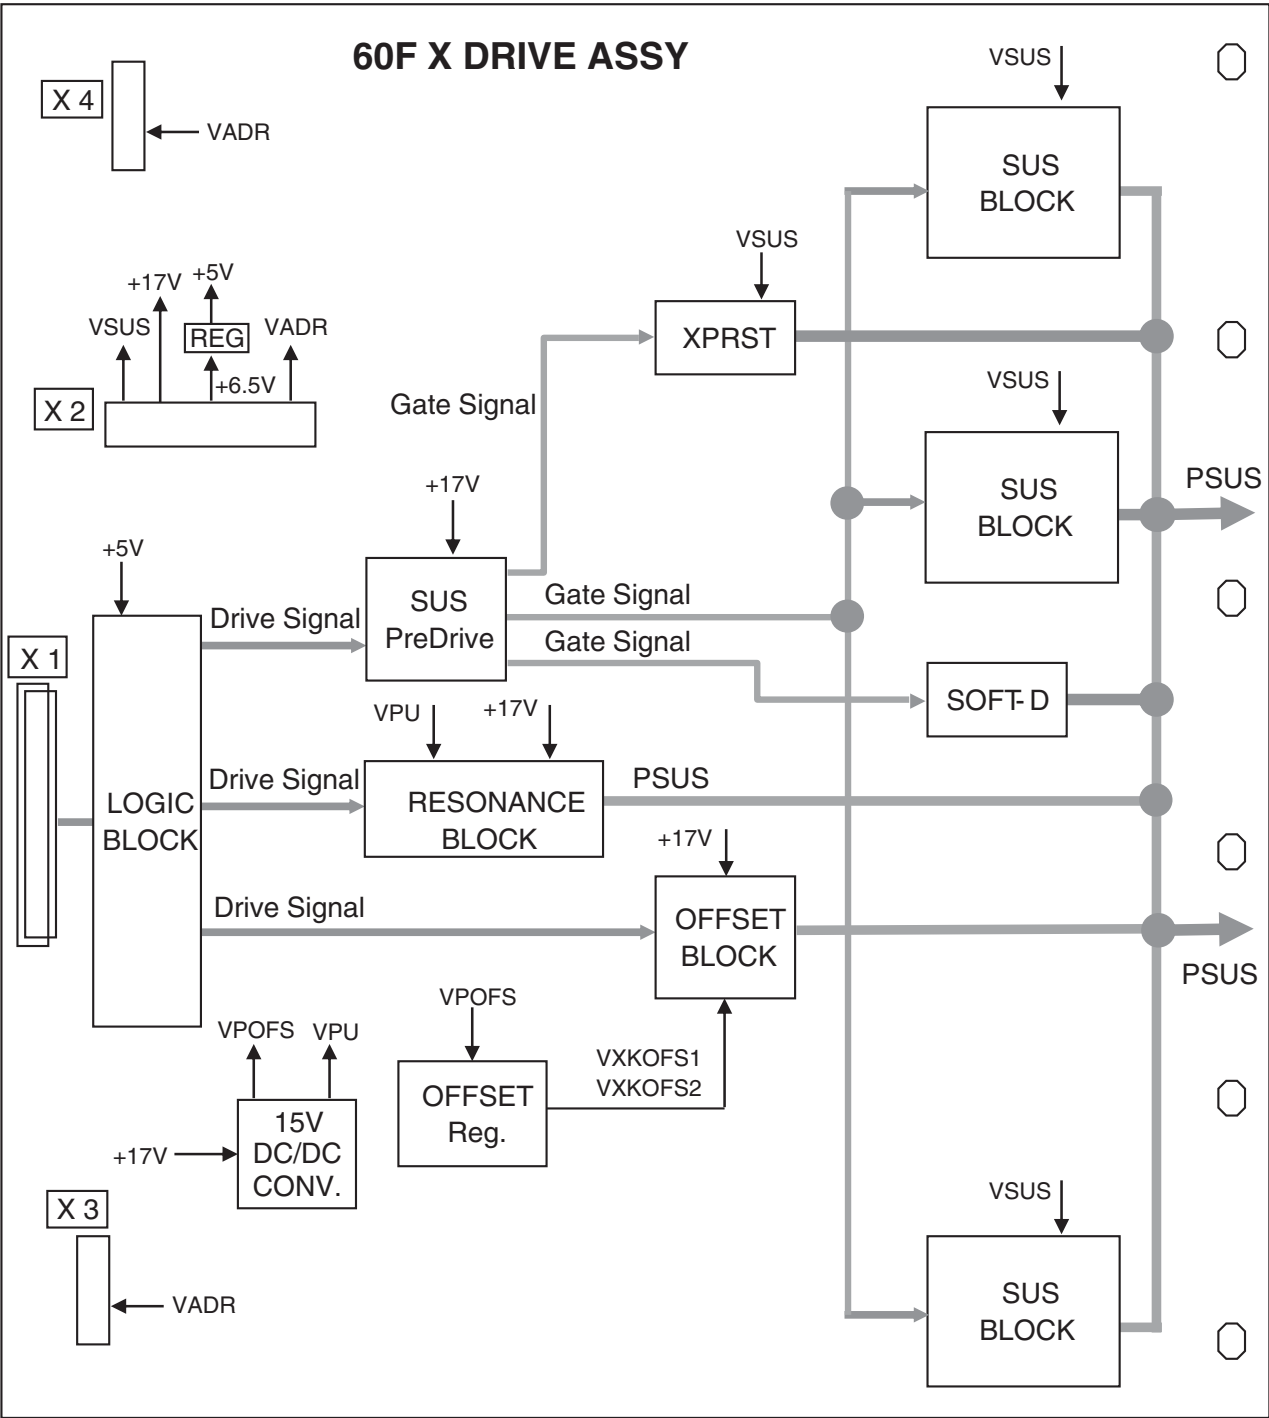 60F X DRIVE ASSY
X 4
VADR
VSUS
SUS
BLOCK
VSUS
XPRST
+17V
+5V
VSUS
REG
VADR
+6.5V
X 2
Gate Signal
VSUS
SUS
BLOCK
PSUS
+17V
+5V
SUS
PreDrive
Drive Signal
Gate Signal
Gate Signal
X 1
SOFT-D
VPU
+17V
Drive Signal
RESONANCE
BLOCK
PSUS
LOGIC
BLOCK
+17V
Drive Signal
OFFSET
BLOCK
PSUS
VPOFS
VPOFS
VPU
VXKOFS1
VXKOFS2
OFFSET
Reg.
15V
DC/DC
CONV.
+17V
X 3
VADR
VSUS
SUS
BLOCK